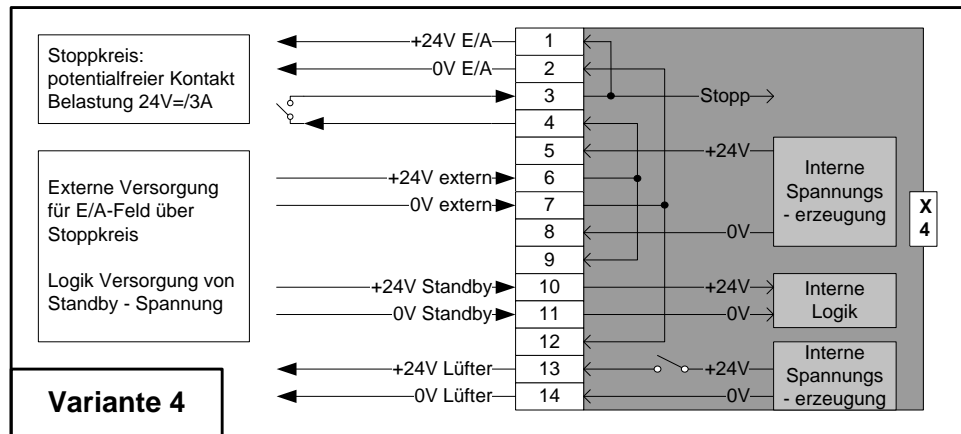 Stoppkreis:
potentialfreier Kontakt
Belastung 24V=/3A
Externe Versorgung
für E/A-Feld über
Stoppkreis
Logik Versorgung von
Standby - Spannung
Variante 4
+24V E/A
0V E/A
+24V extern
0V extern
+24V Standby
0V Standby
+24V Lüfter
0V Lüfter
1
2
3
4
5
6
7
8
9
10
11
12
13
14
Stopp
+24V
0V
+24V
0V
+24V
0V
Interne
Spannungs
- erzeugung
Interne
Logik
Interne
Spannungs
- erzeugung
X
4